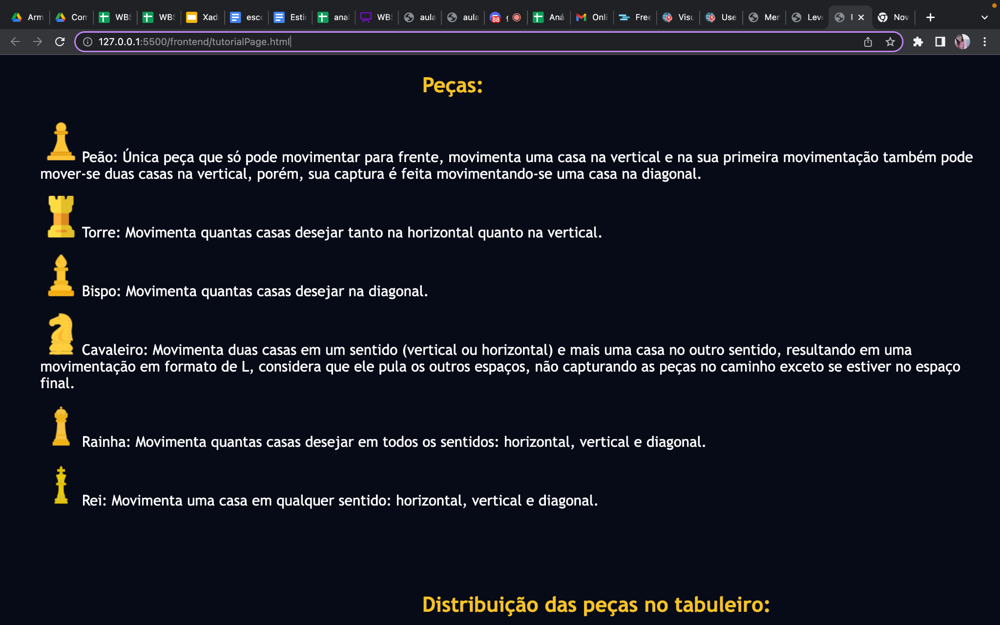 Arm Com WBS WBS Xad esco Estir anal WBS aula aula 88 Aná Onli Free Visu Use Mer Leve Nov
127.0.0.1:5500/frontend/tutorialPage.html
Peças:
Peão: Única peça que só pode movimentar para frente, movimenta uma casa na vertical e na sua primeira movimentação também pode
mover-se duas casas na vertical, porém, sua captura é feita movimentando-se uma casa na diagonal.
Torre: Movimenta quantas casas desejar tanto na horizontal quanto na vertical.
Bispo: Movimenta quantas casas desejar na diagonal.
Cavaleiro: Movimenta duas casas em um sentido (vertical ou horizontal) e mais uma casa no outro sentido, resultando em uma
movimentação em formato de L, considera que ele pula os outros espaços, não capturando as peças no caminho exceto se estiver no espaço
final.
Rainha: Movimenta quantas casas desejar em todos os sentidos: horizontal, vertical e diagonal.
Rei: Movimenta uma casa em qualquer sentido: horizontal, vertical e diagonal.
Distribuição das peças no tabuleiro: